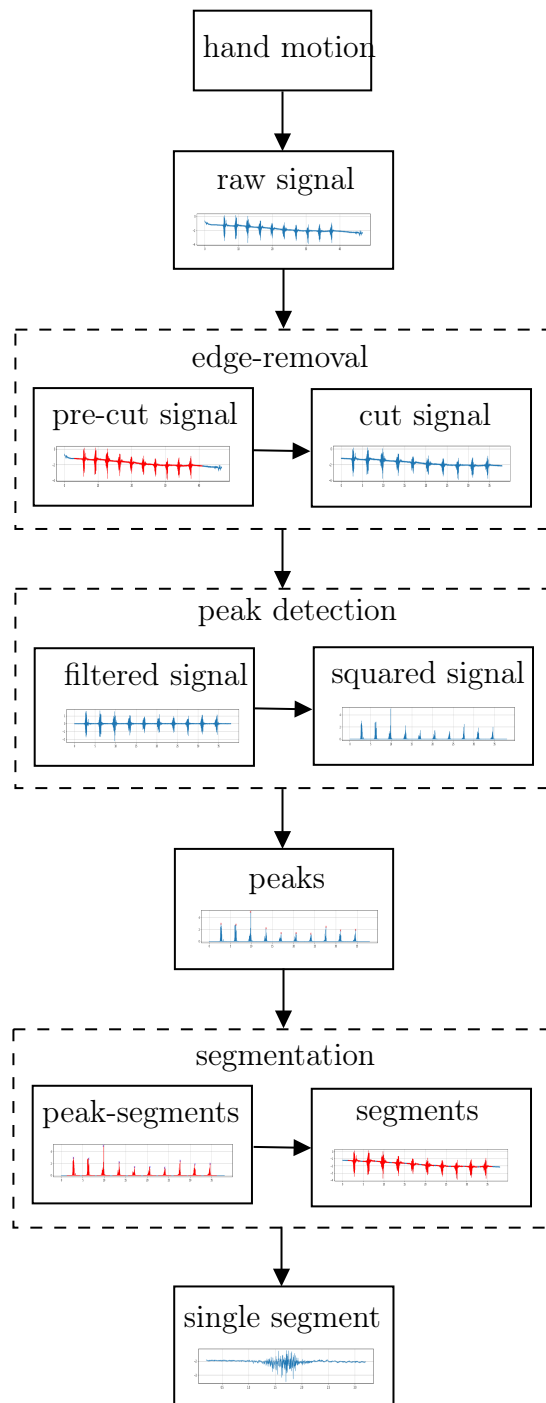 hand motion
raw signal
edge-removal
pre-cut signal
cut signal
peak detection
filtered signal
squared signal
peaks
segmentation
peak-segments
segments
single segment